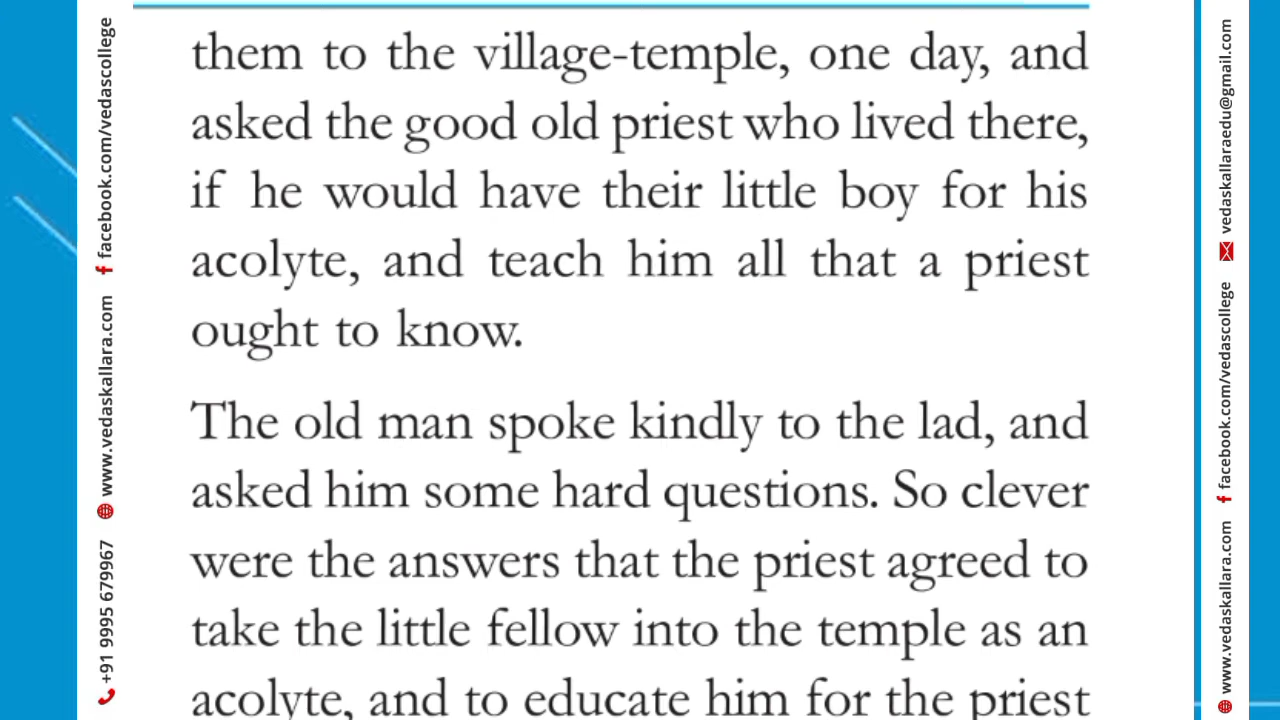 them to the village-temple, one day, and
asked the good old priest who lived there,
if he would have their little boy for his
acolyte, and teach him all that a priest
ought to know.
The old man spoke kindly to the lad, and
asked him some hard questions. So clever
were the answers that the priest agreed to
take the little fellow into the temple as an
acolyte, and to educate him for the priest
+91 9995 679967 www.vedaskallara.com facebook.com/vedascollege
www.vedaskallara.com facebook.com/vedascollege vedaskallaraedu@gmail.com